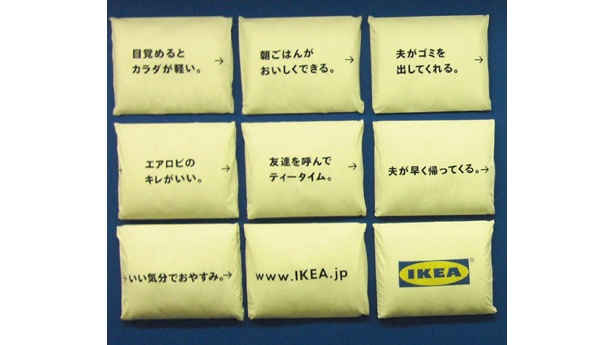 目覚めると
カラダが軽い。→
朝ごはんが
おいしくできる。→
夫がゴミを
出してくれる。→
エアロビの
キレがいい。
友達を呼んで
ティータイム。→
夫が早く帰ってくる。→
→いい気分でおやすみ。→
www.IKEA.jp
IKEA®